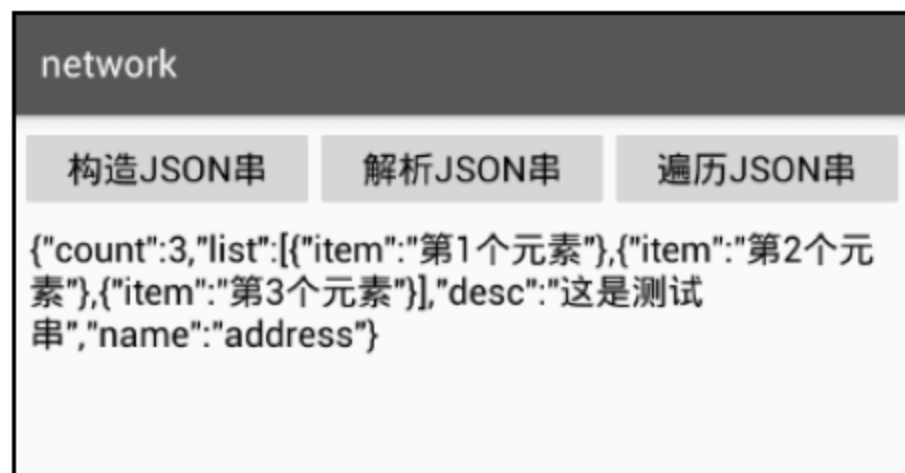 network
构造JSON串 解析JSON串 遍历JSON串
{"count":3,"list":[{"item":"第1个元素"},{"item":"第2个元
素"},{"item":"第3个元素"}],"desc":"这是测试
串","name":"address"}